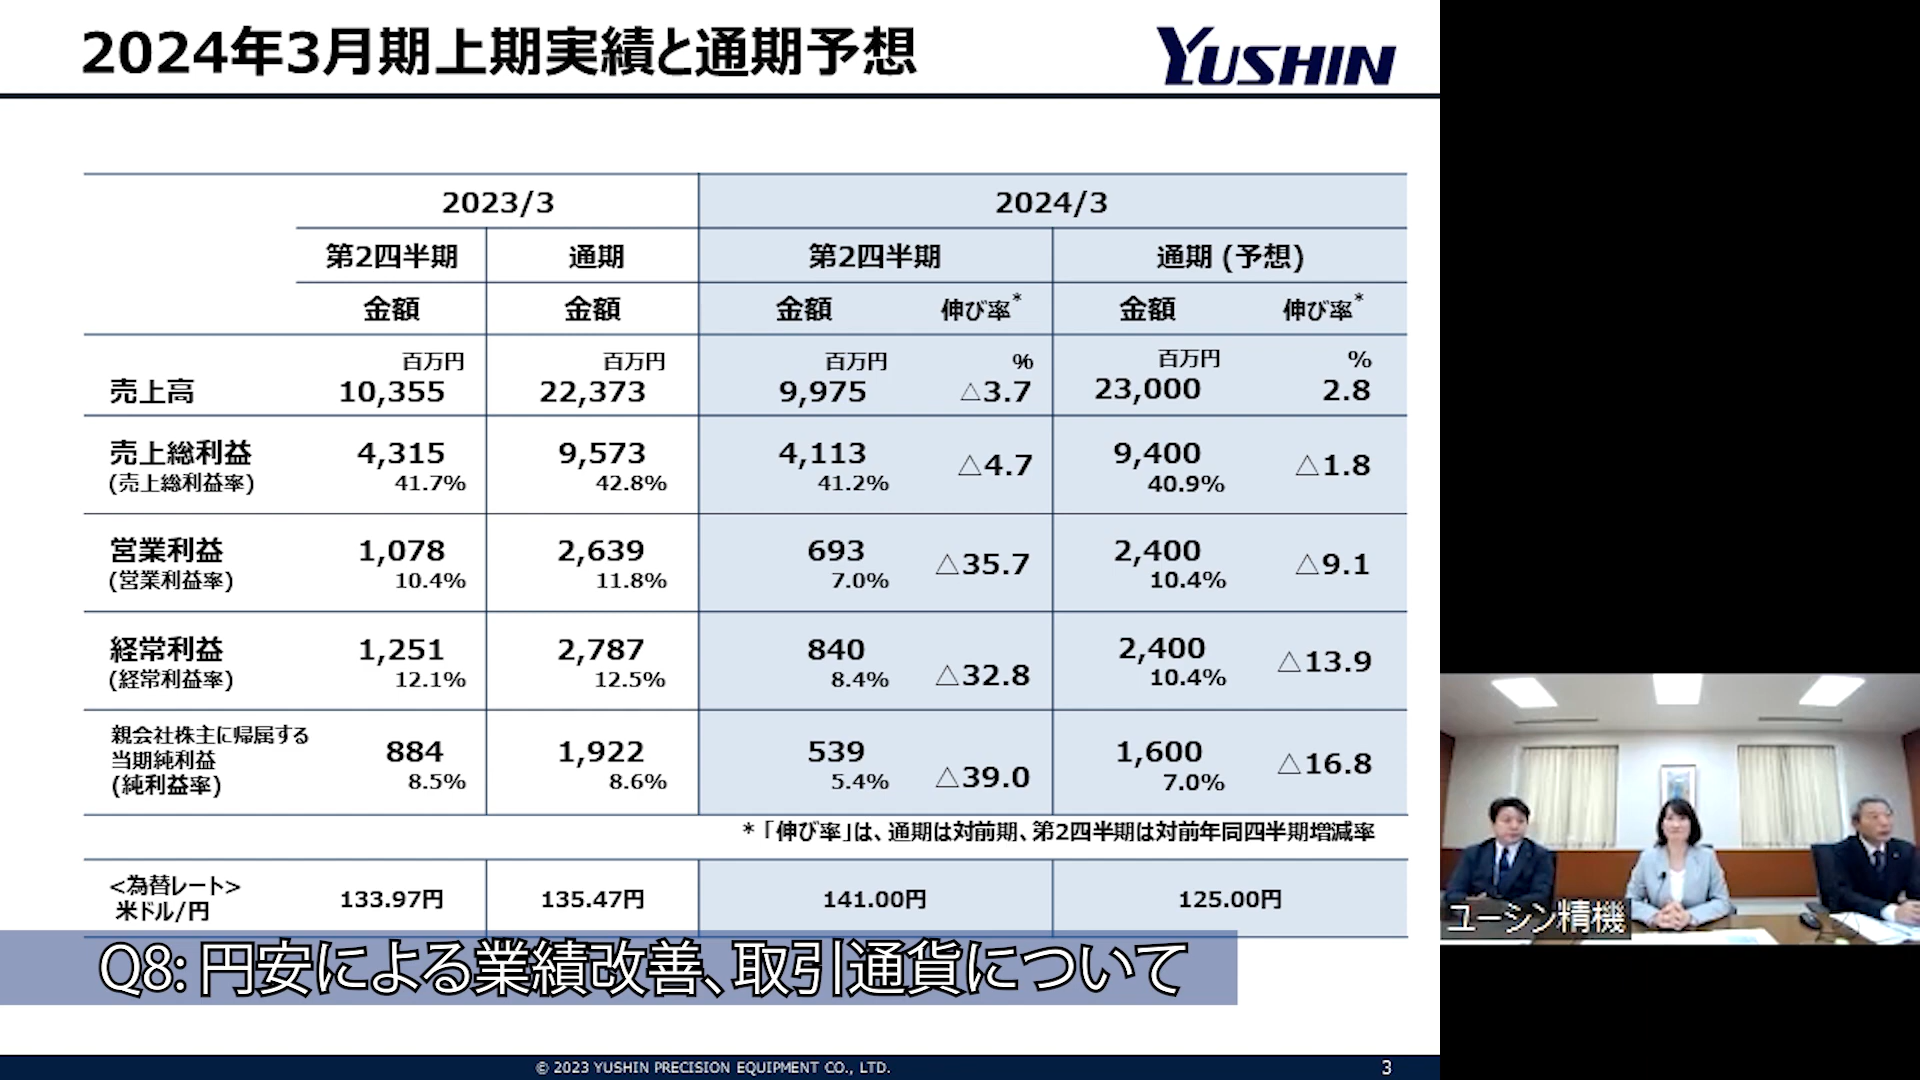 2024年3月期上期実績と通期予想
YUSHIN
2023/3
2024/3
第2四半期
通期
第2四半期
通期 (予想)
金額
金額
金額
伸び率*
金額
伸び率*
百万円
百万円
百万円
%
百万円
%
売上高
10,355
22,373
9,975
△3.7
23,000
2.8
売上総利益
4,315
9,573
4,113
△4.7
9,400
△1.8
(売上総利益率)
41.7%
42.8%
41.2%
40.9%
営業利益
1,078
2,639
693
△35.7
2,400
△9.1
(営業利益率)
10.4%
11.8%
7.0%
10.4%
経常利益
1,251
2,787
840
△32.8
2,400
△13.9
(経常利益率)
12.1%
12.5%
8.4%
10.4%
親会社株主に帰属する
当期純利益
884
1,922
539
△39.0
1,600
△16.8
(純利益率)
8.5%
8.6%
5.4%
7.0%
*「伸び率」は、通期は対前期、第2四半期は対前年同四半期増減率
<為替レート>
米ドル/円
133.97円
135.47円
141.00円
125.00円
ユーシン精機
Q8: 円安による業績改善、取引通貨について
© 2023 YUSHIN PRECISION EQUIPMENT CO., LTD.
3